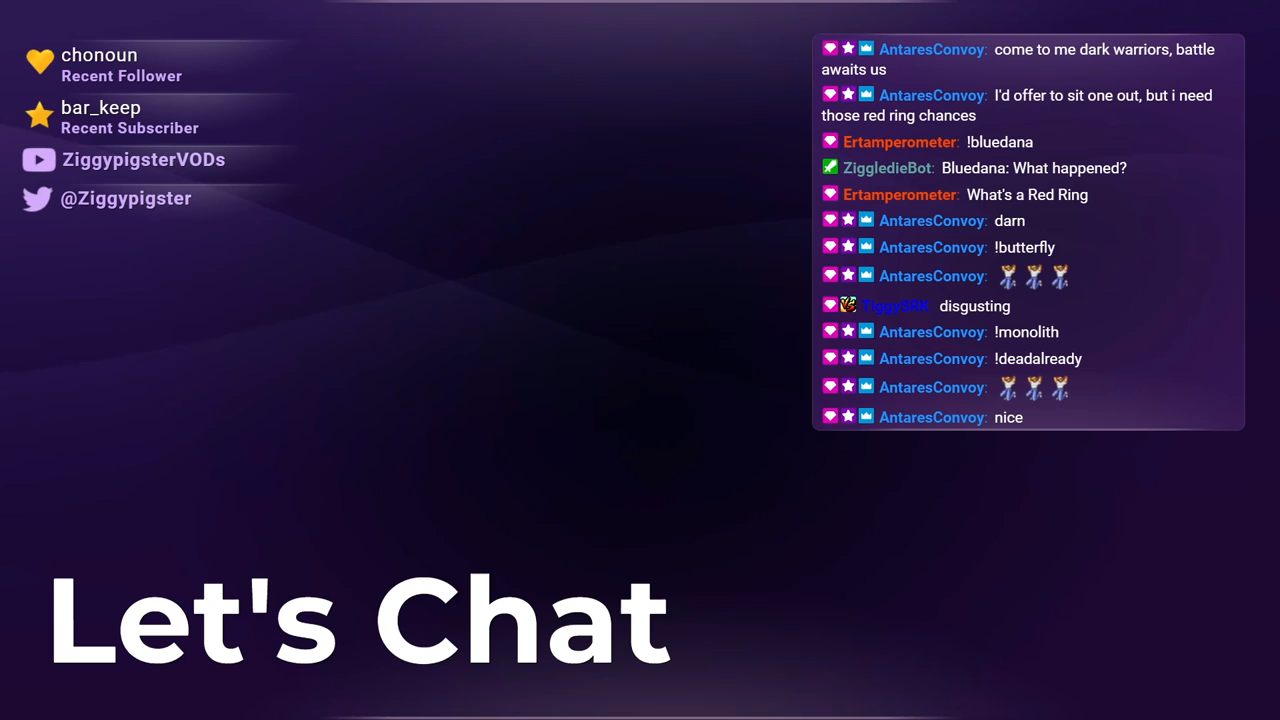 chonoun
Recent Follower
bar_keep
Recent Subscriber
ZiggypigsterVODs
@Ziggypigster
AntaresConvoy: come to me dark warriors, battle
awaits us
AntaresConvoy: I'd offer to sit one out, but i need
those red ring chances
Ertamperometer: !bluedana
ZiggledieBot: Bluedana: What happened?
Ertamperometer: What's a Red Ring
AntaresConvoy: darn
AntaresConvoy: !butterfly
AntaresConvoy:
TiggySRK: disgusting
AntaresConvoy: !monolith
AntaresConvoy: !deadalready
AntaresConvoy:
AntaresConvoy: nice
Let's Chat